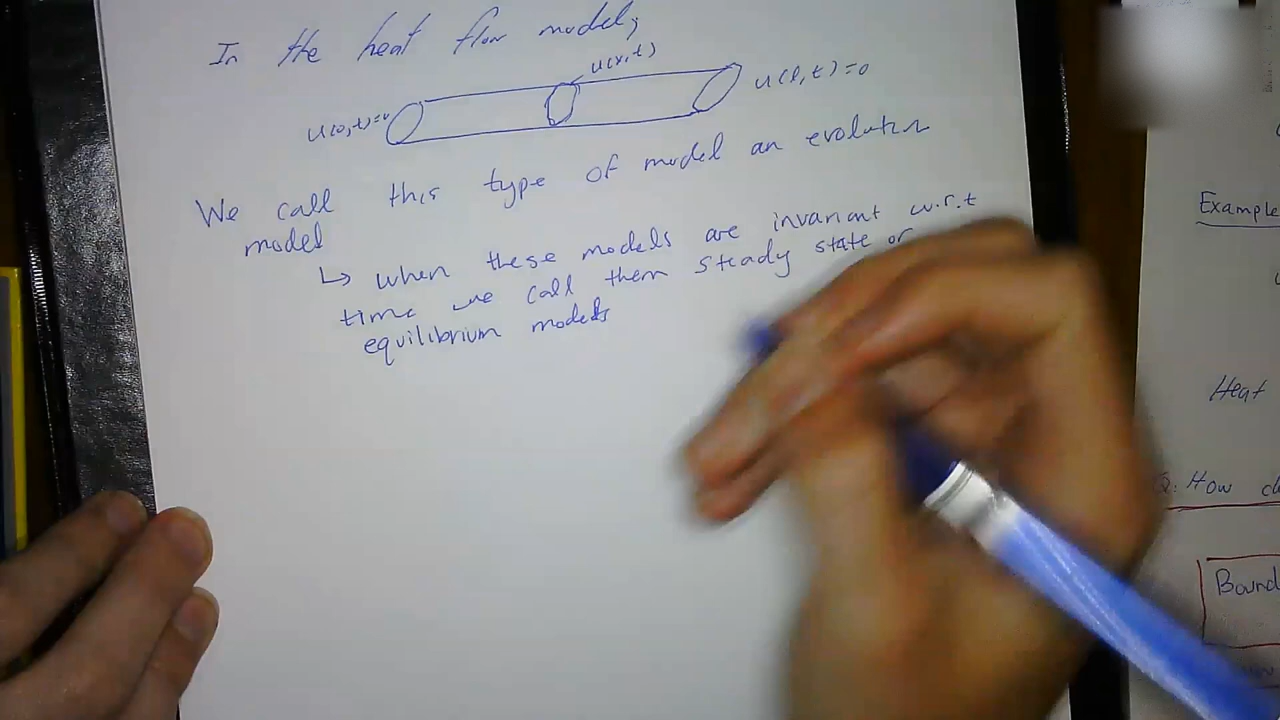 In the heat flow model;
u(x,t)
u(0,t)=0
u(l,t)=0
We call this type of model an evolution
model
↳ when these models are invariant w.r.t
time we call them steady state or
equilibrium models
Example
Heat
Q: How
Bound